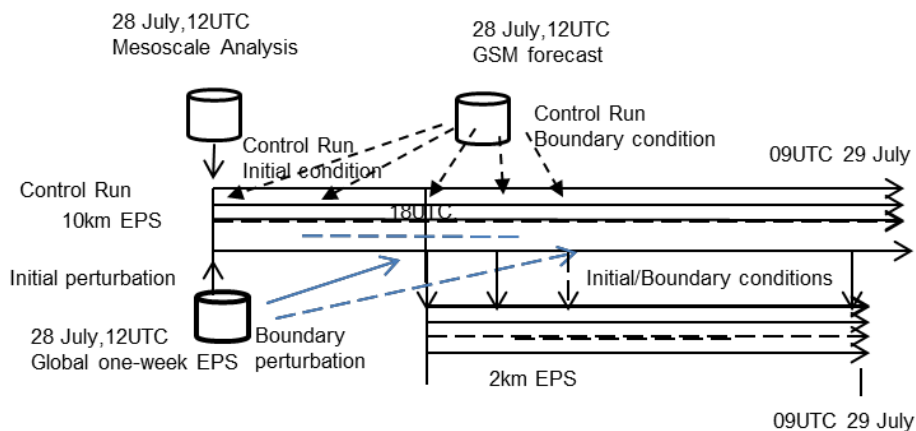 28 July,12UTC
Mesoscale Analysis
28 July,12UTC
GSM forecast
Control Run
Initial condition
Control Run
Boundary condition
09UTC 29 July
Control Run
10km EPS
18UTC
Initial perturbation
Initial/Boundary conditions
28 July,12UTC
Global one-week EPS
Boundary
perturbation
2km EPS
09UTC 29 July